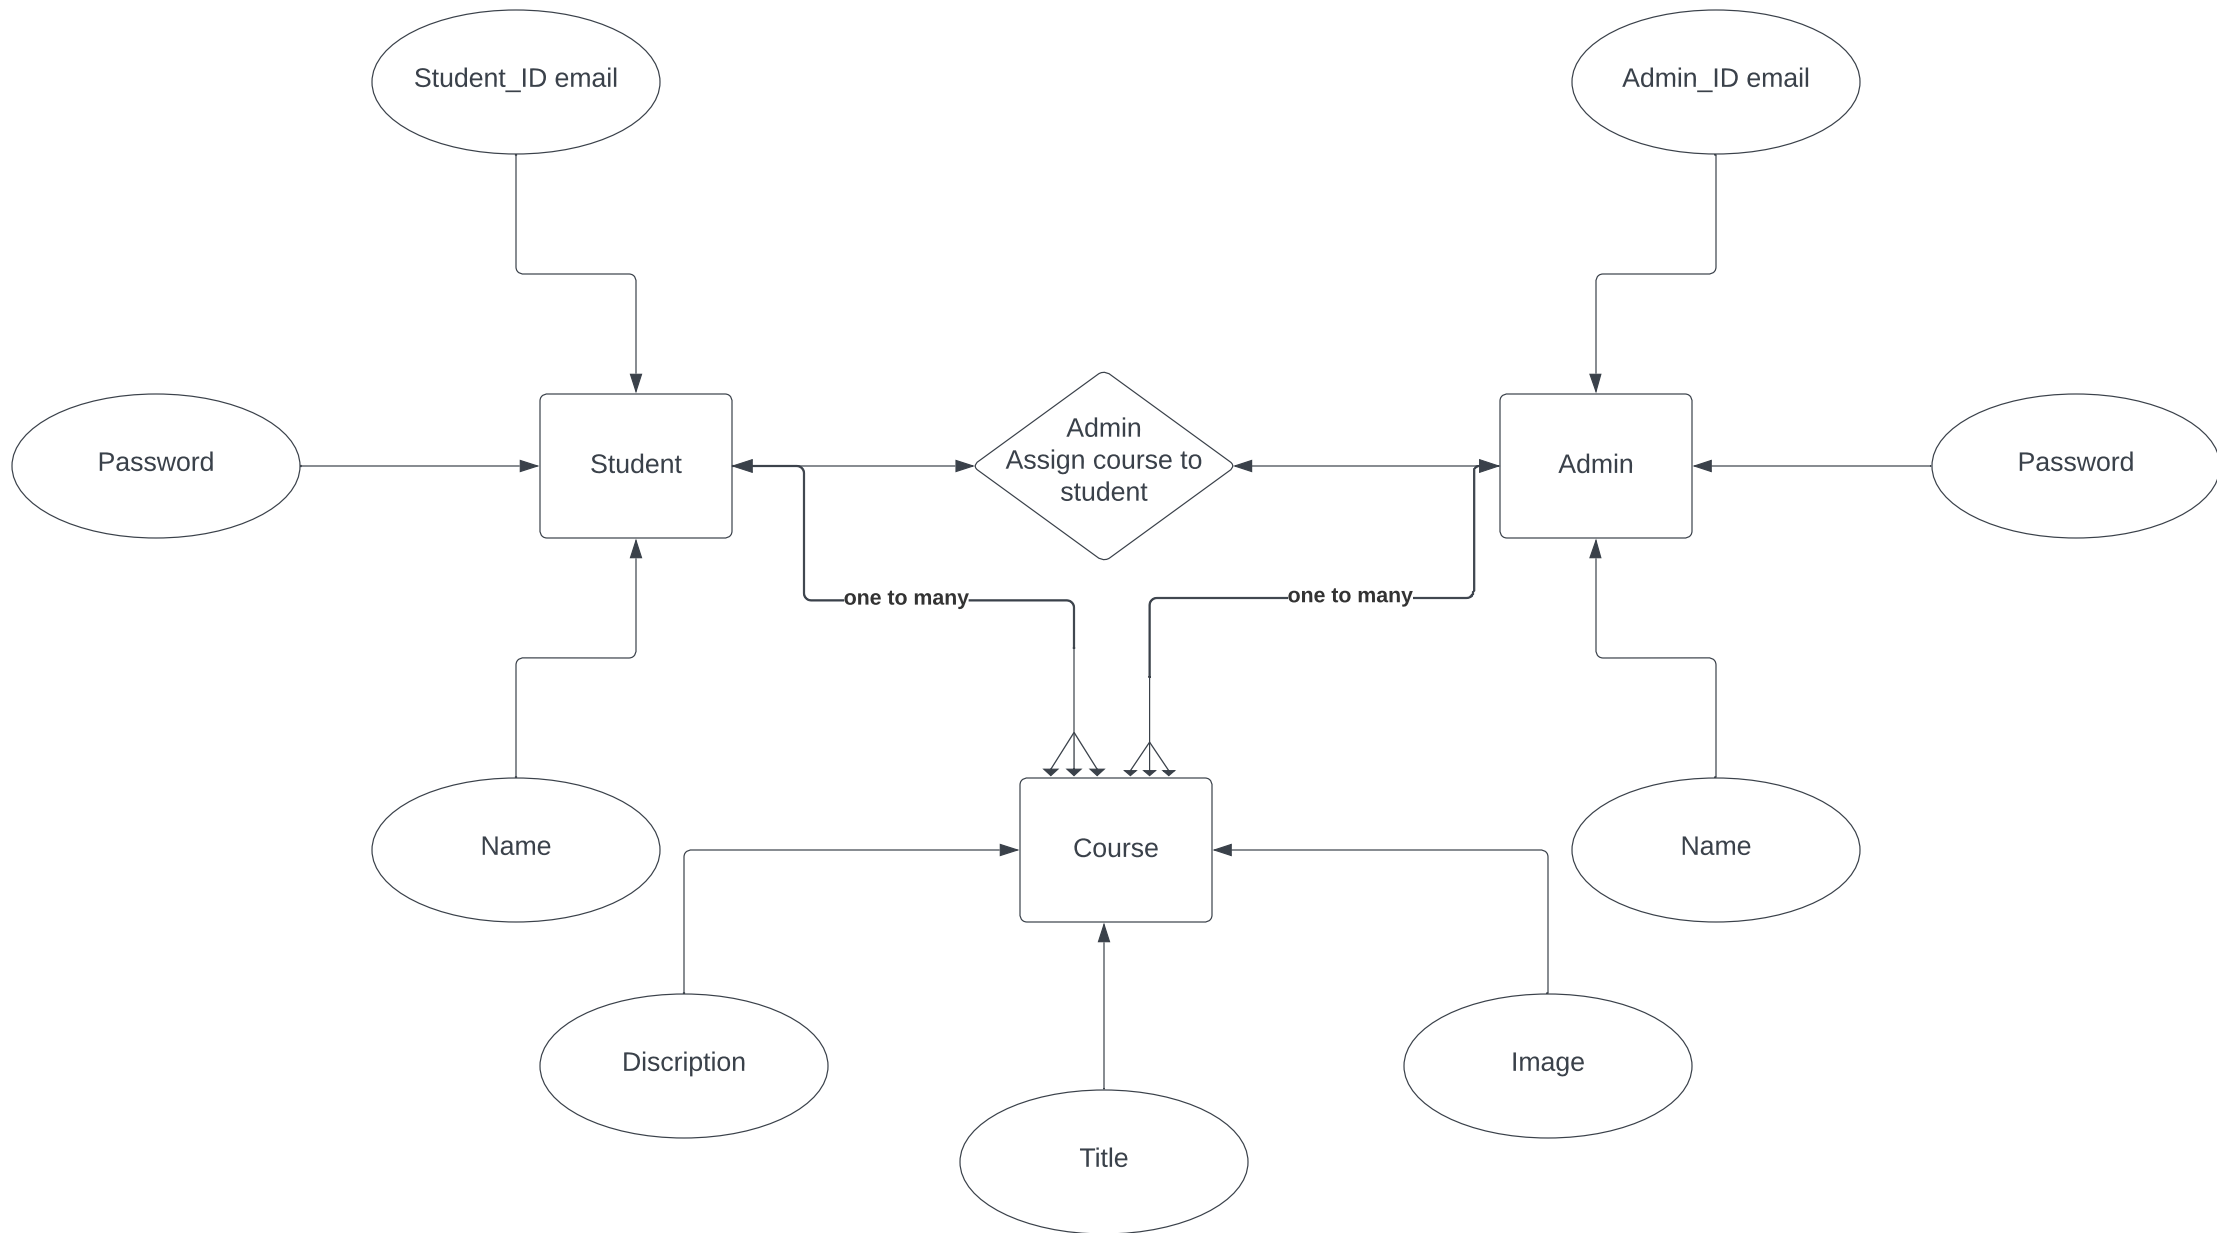 Student_ID email
Admin_ID email
Password
Student
Admin
Assign course to
student
Admin
Password
one to many
one to many
Name
Course
Name
Discription
Image
Title